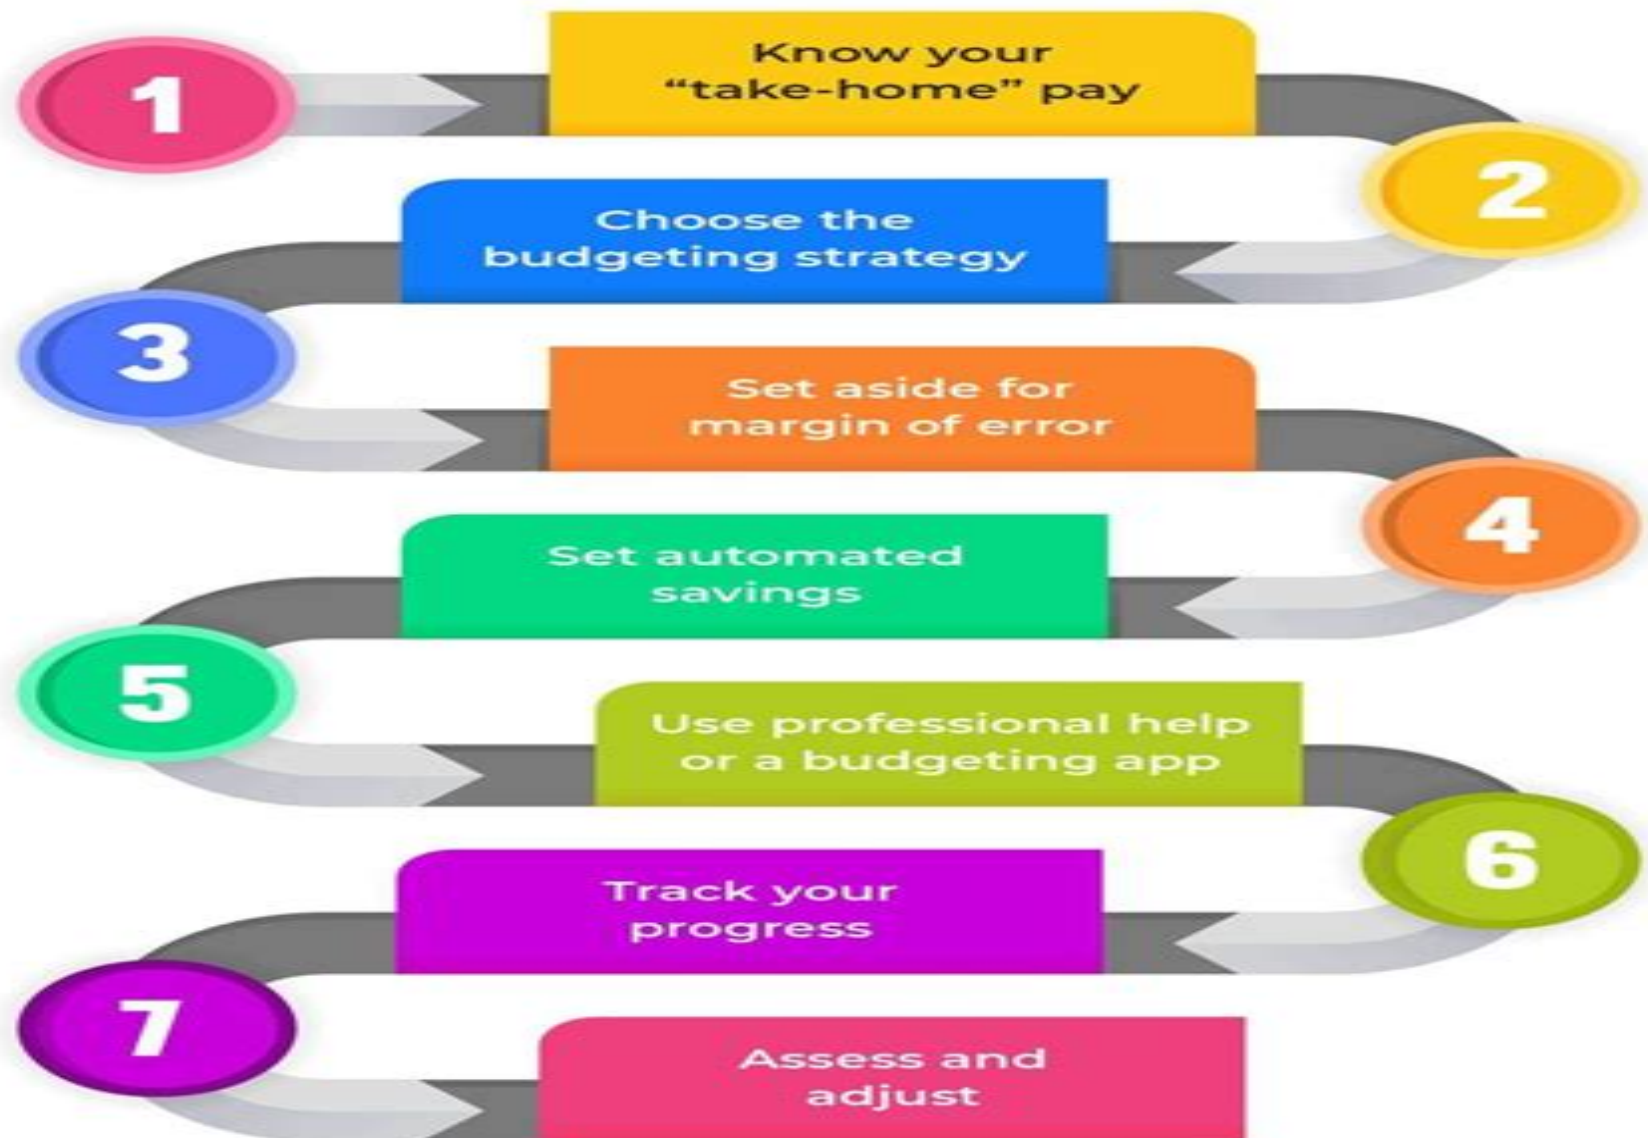 1
Know your
“take-home” pay
2
Choose the
budgeting strategy
3
Set aside for
margin of error
4
Set automated
savings
5
Use professional help
or a budgeting app
6
Track your
progress
7
Assess and
adjust